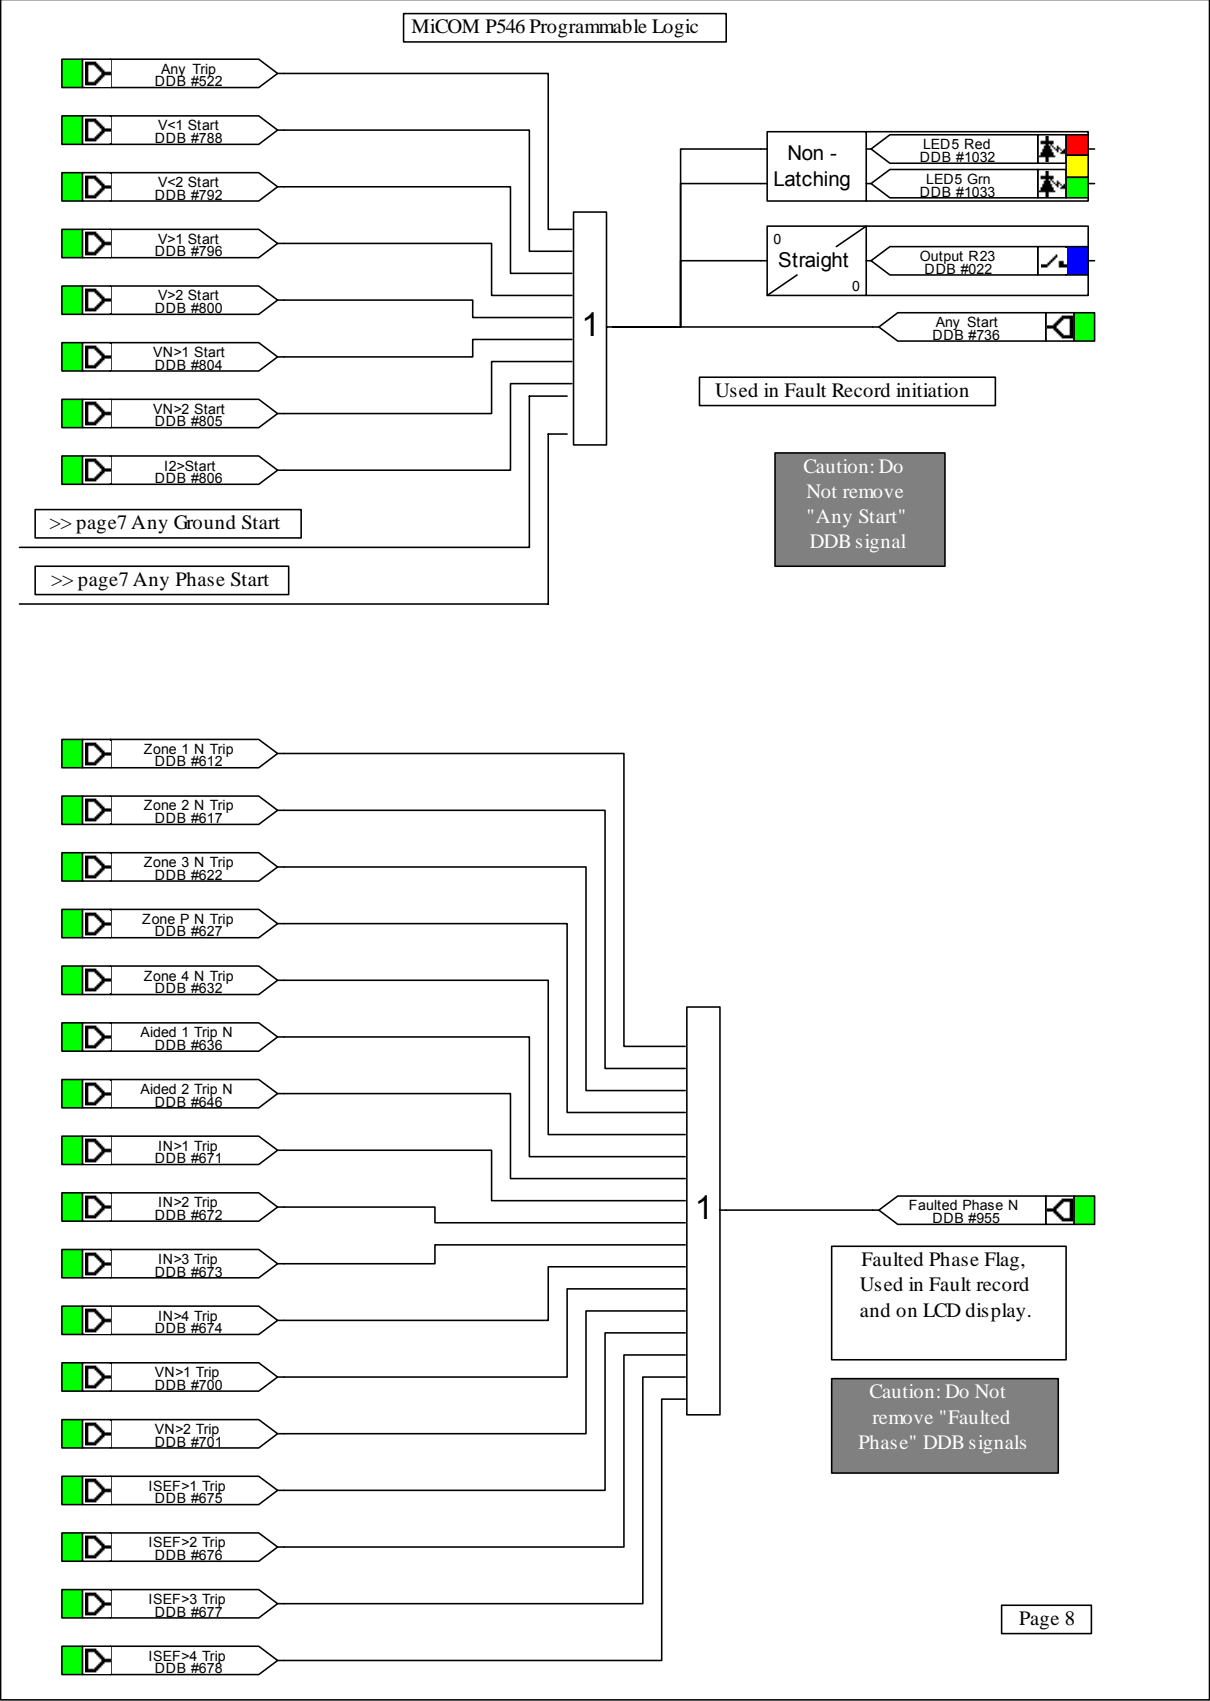 MiCOM P546 Programmable Logic
Any Trip
DDB #522
V<1 Start
DDB #788
V<2 Start
DDB #792
V>1 Start
DDB #796
V>2 Start
DDB #800
VN>1 Start
DDB #804
VN>2 Start
DDB #805
I2>Start
DDB #806
>> page7 Any Ground Start
>> page7 Any Phase Start
1
Non -
Latching
LED5 Red
DDB #1032
LED5 Grn
DDB #1033
0
Straight
0
Output R23
DDB #022
Any Start
DDB #736
Used in Fault Record initiation
Caution: Do
Not remove
"Any Start"
DDB signal
Zone 1 N Trip
DDB #612
Zone 2 N Trip
DDB #617
Zone 3 N Trip
DDB #622
Zone P N Trip
DDB #627
Zone 4 N Trip
DDB #632
Aided 1 Trip N
DDB #636
Aided 2 Trip N
DDB #646
IN>1 Trip
DDB #671
IN>2 Trip
DDB #672
IN>3 Trip
DDB #673
IN>4 Trip
DDB #674
VN>1 Trip
DDB #700
VN>2 Trip
DDB #701
ISEF>1 Trip
DDB #675
ISEF>2 Trip
DDB #676
ISEF>3 Trip
DDB #677
ISEF>4 Trip
DDB #678
1
Faulted Phase N
DDB #955
Faulted Phase Flag,
Used in Fault record
and on LCD display.
Caution: Do Not
remove "Faulted
Phase" DDB signals
Page 8